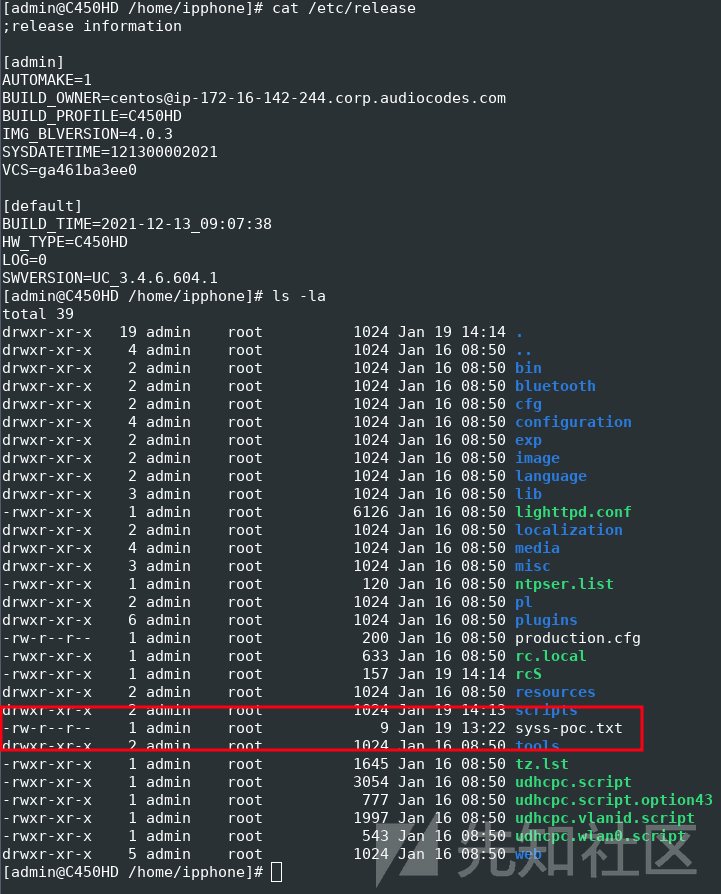 [admin@C450HD /home/ipphone]# cat /etc/release
;release information
[admin]
AUTOMAKE=1
BUILD_OWNER=centos@ip-172-16-142-244.corp.audiocodes.com
BUILD_PROFILE=C450HD
IMG_BLVERSION=4.0.3
SYSDATETIME=121300002021
VCS=ga461ba3ee0
[default]
BUILD_TIME=2021-12-13_09:07:38
HW_TYPE=C450HD
LOG=0
SWVERSION=UC_3.4.6.604.1
[admin@C450HD /home/ipphone]# ls -la
total 39
drwxr-xr-x   19 admin    root          1024 Jan 19 14:14 .
drwxr-xr-x    4 admin    root          1024 Jan 16 08:50 ..
drwxr-xr-x    2 admin    root          1024 Jan 16 08:50 bin
drwxr-xr-x    2 admin    root          1024 Jan 16 08:50 bluetooth
drwxr-xr-x    2 admin    root          1024 Jan 16 08:50 cfg
drwxr-xr-x    4 admin    root          1024 Jan 16 08:50 configuration
drwxr-xr-x    2 admin    root          1024 Jan 16 08:50 exp
drwxr-xr-x    2 admin    root          1024 Jan 16 08:50 image
drwxr-xr-x    2 admin    root          1024 Jan 16 08:50 language
drwxr-xr-x    3 admin    root          1024 Jan 16 08:50 lib
-rwxr-xr-x    1 admin    root          6126 Jan 16 08:50 lighttpd.conf
drwxr-xr-x    2 admin    root          1024 Jan 16 08:50 localization
drwxr-xr-x    4 admin    root          1024 Jan 16 08:50 media
drwxr-xr-x    3 admin    root          1024 Jan 16 08:50 misc
-rwxr-xr-x    1 admin    root           120 Jan 16 08:50 ntpser.list
drwxr-xr-x    2 admin    root          1024 Jan 16 08:50 pl
drwxr-xr-x    6 admin    root          1024 Jan 16 08:50 plugins
-rw-r--r--    1 admin    root           200 Jan 16 08:50 production.cfg
-rwxr-xr-x    1 admin    root           633 Jan 16 08:50 rc.local
-rwxr-xr-x    1 admin    root           157 Jan 19 14:14 rcS
drwxr-xr-x    2 admin    root          1024 Jan 16 08:50 resources
drwxr-xr-x    2 admin    root          1024 Jan 19 14:13 scripts
-rw-r--r--    1 admin    root             9 Jan 19 13:22 syss-poc.txt
drwxr-xr-x    2 admin    root          1024 Jan 16 08:50 tools
-rwxr-xr-x    1 admin    root          1645 Jan 16 08:50 tz.lst
-rwxr-xr-x    1 admin    root          3054 Jan 16 08:50 udhcpc.script
-rwxr-xr-x    1 admin    root           777 Jan 16 08:50 udhcpc.script.option43
-rwxr-xr-x    1 admin    root          1997 Jan 16 08:50 udhcpc.vlanid.script
-rwxr-xr-x    1 admin    root           543 Jan 16 08:50 udhcpc.wlan0.script
drwxr-xr-x    5 admin    root          1024 Jan 16 08:50 web
[admin@C450HD /home/ipphone]#
先知社区